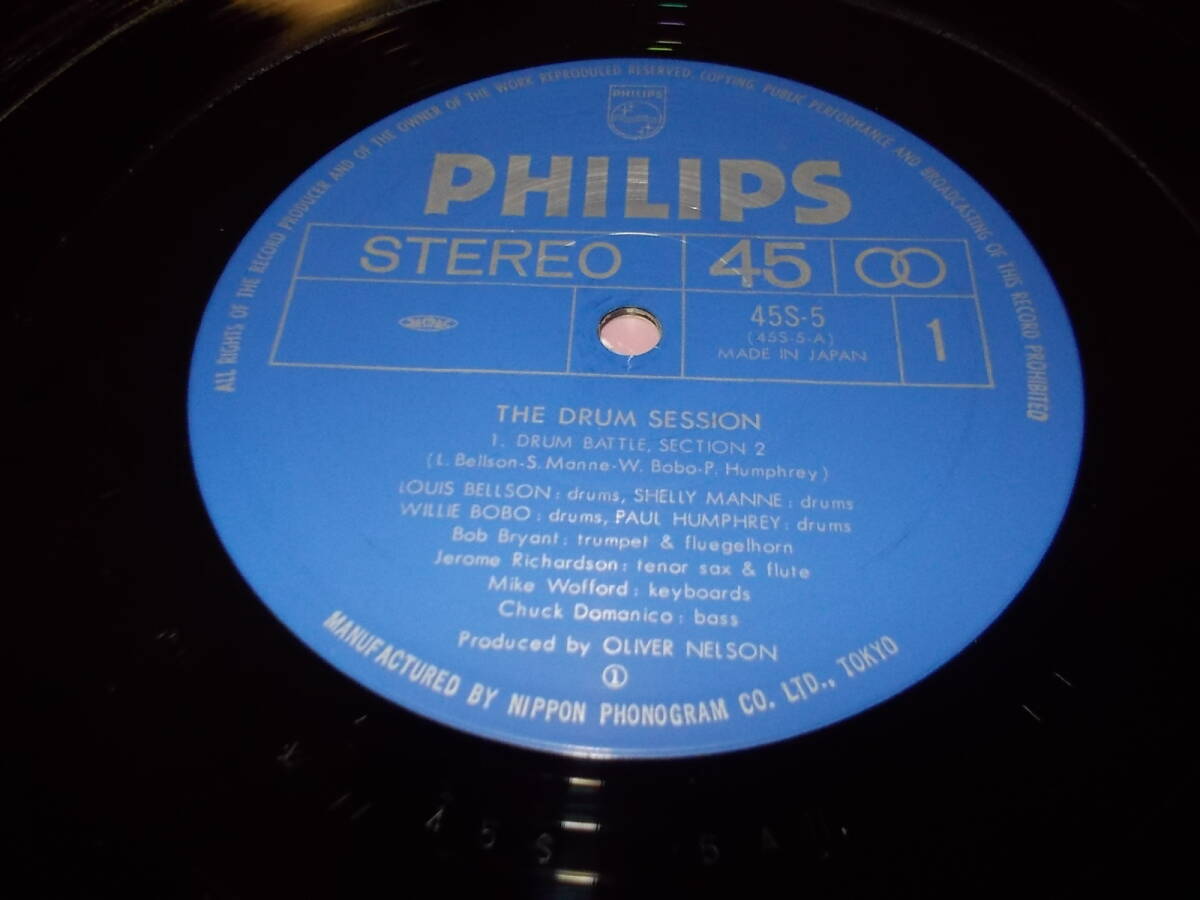 ALL RIGHTS OF THE RECORD PRODUCER AND OF THE OWNER OF THE WORK REPRODUCED RESERVED. COPYING, PUBLIC PERFORMANCE AND BROADCASTING OF THIS RECORD PROHIBITED
PHILIPS
PHILIPS
STEREO 45
45S-5
(45S-5-A)
MADE IN JAPAN
1
JASRAC
THE DRUM SESSION
1. DRUM BATTLE, SECTION 2
(L. Bellson-S. Manne-W. Bobo-P. Humphrey)
LOUIS BELLSON : drums, SHELLY MANNE : drums
WILLIE BOBO : drums, PAUL HUMPHREY : drums
Bob Bryant : trumpet & fluegelhorn
Jerome Richardson : tenor sax & flute
Mike Wofford : keyboards
Chuck Domanico : bass
Produced by OLIVER NELSON
①
MANUFACTURED BY NIPPON PHONOGRAM CO. LTD., TOKYO
45S 5A